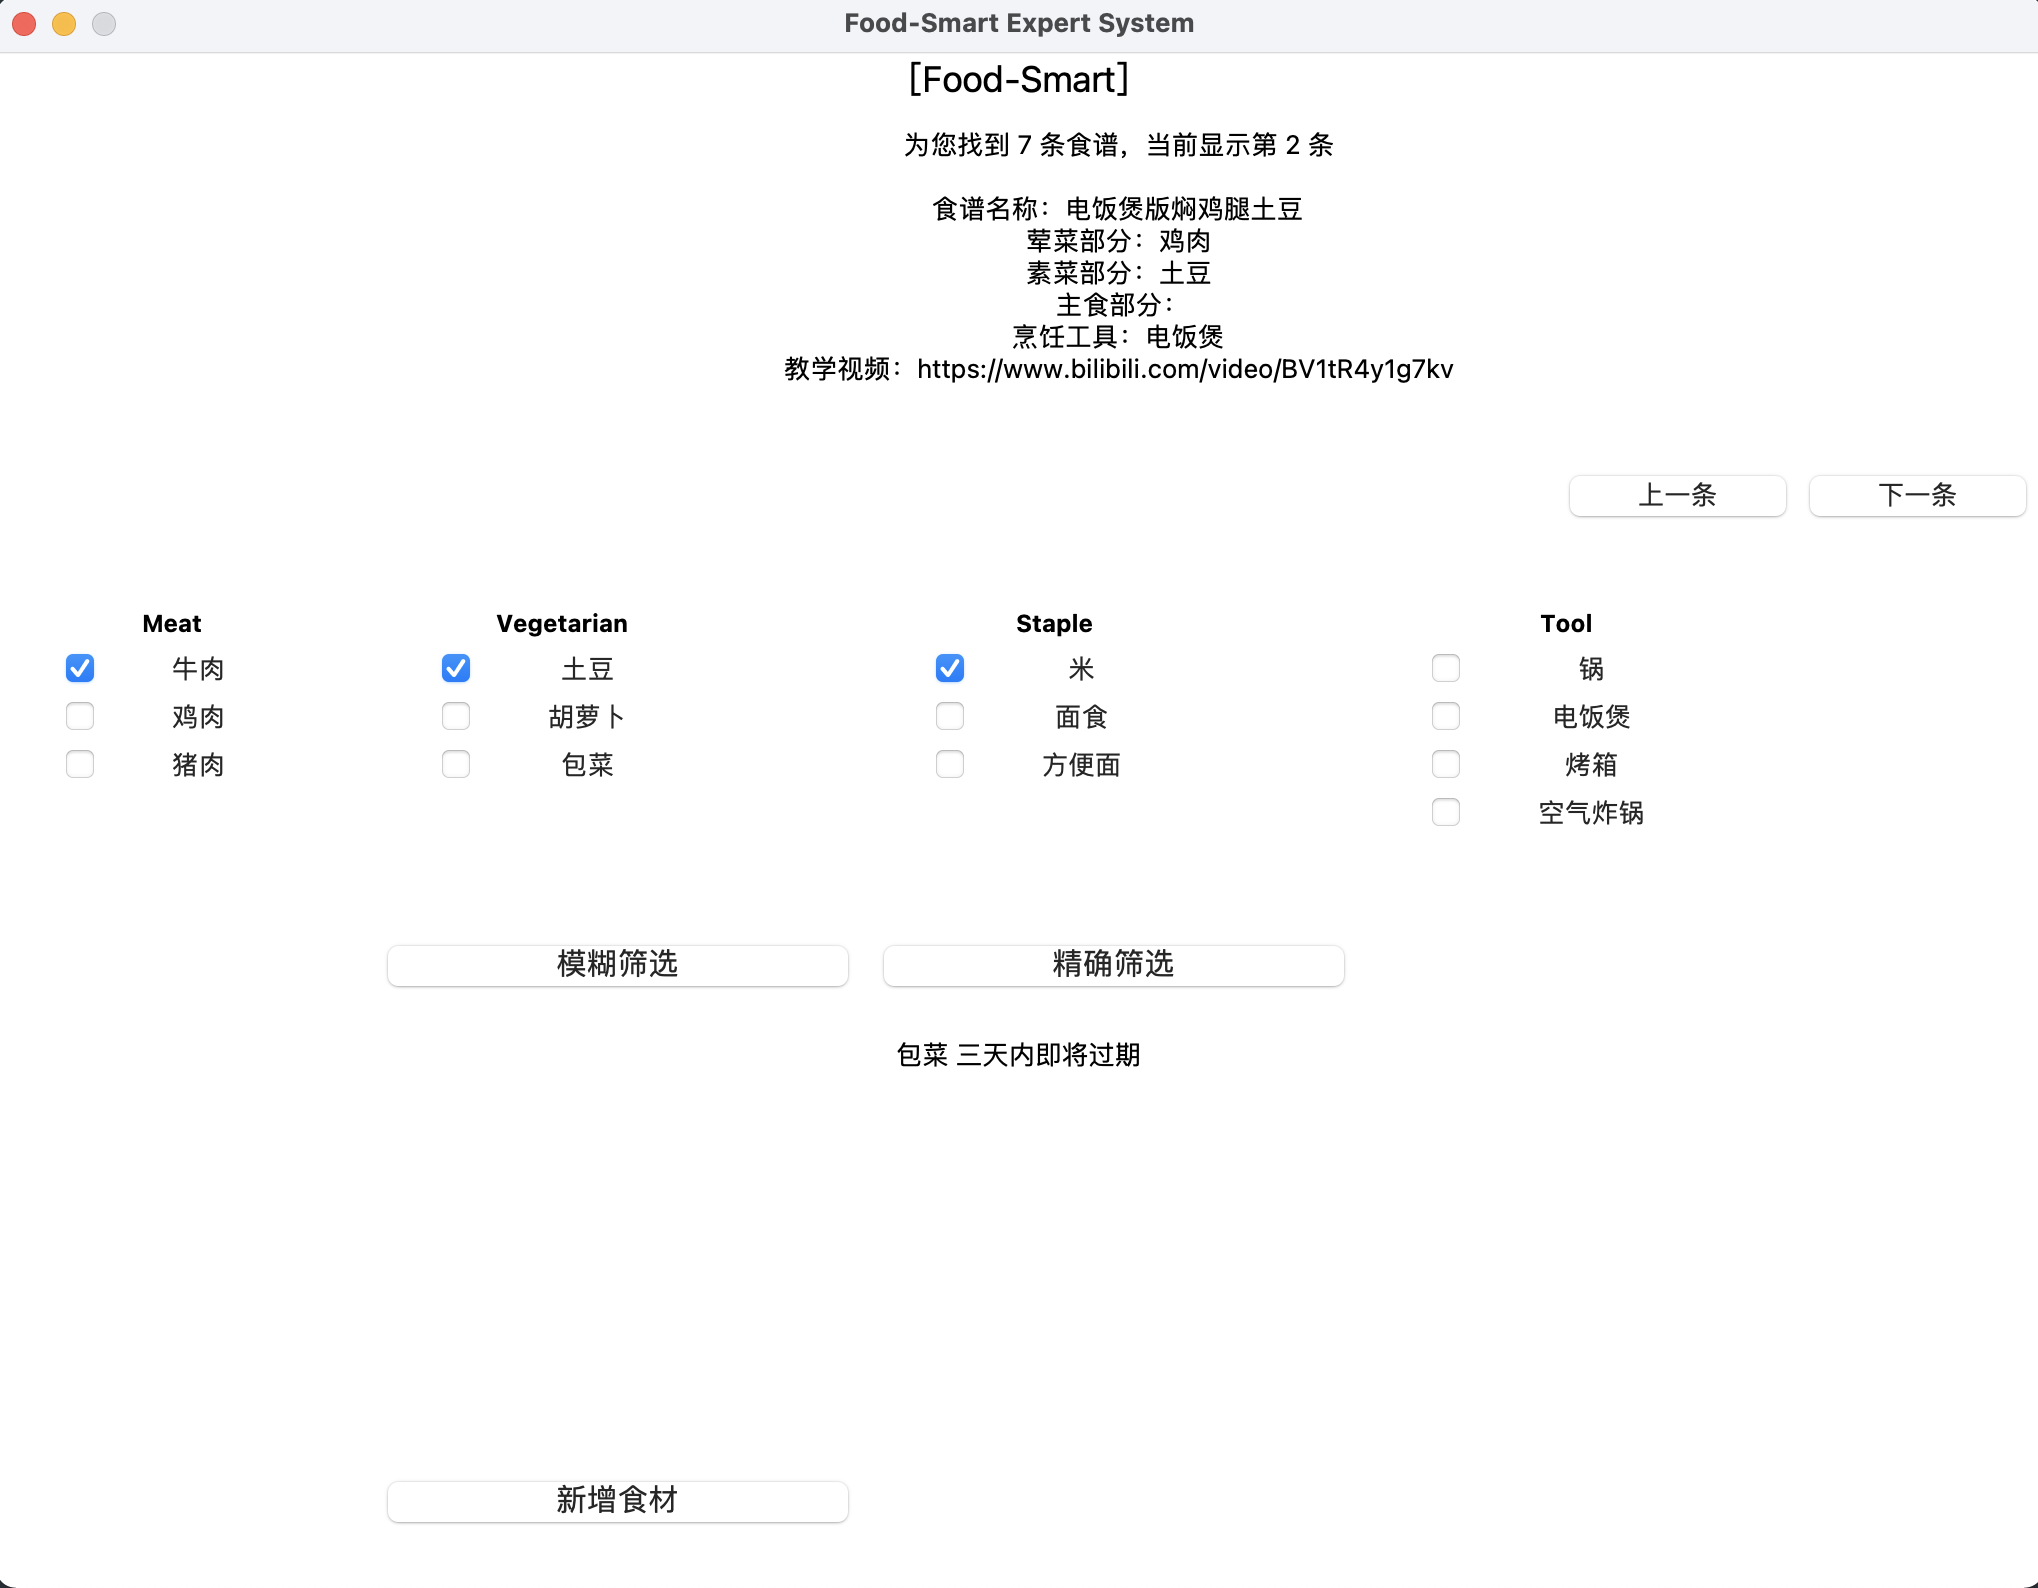 Food-Smart Expert System
[Food-Smart]
为您找到 7 条食谱，当前显示第 2 条
食谱名称：电饭煲版焖鸡腿土豆
荤菜部分：鸡肉
素菜部分：土豆
主食部分：
烹饪工具：电饭煲
教学视频：https://www.bilibili.com/video/BV1tR4y1g7kv
上一条 下一条
Meat Vegetarian Staple Tool
牛肉 土豆 米 锅
鸡肉 胡萝卜 面食 电饭煲
猪肉 包菜 方便面 烤箱
空气炸锅
模糊筛选 精确筛选
包菜 三天内即将过期
新增食材